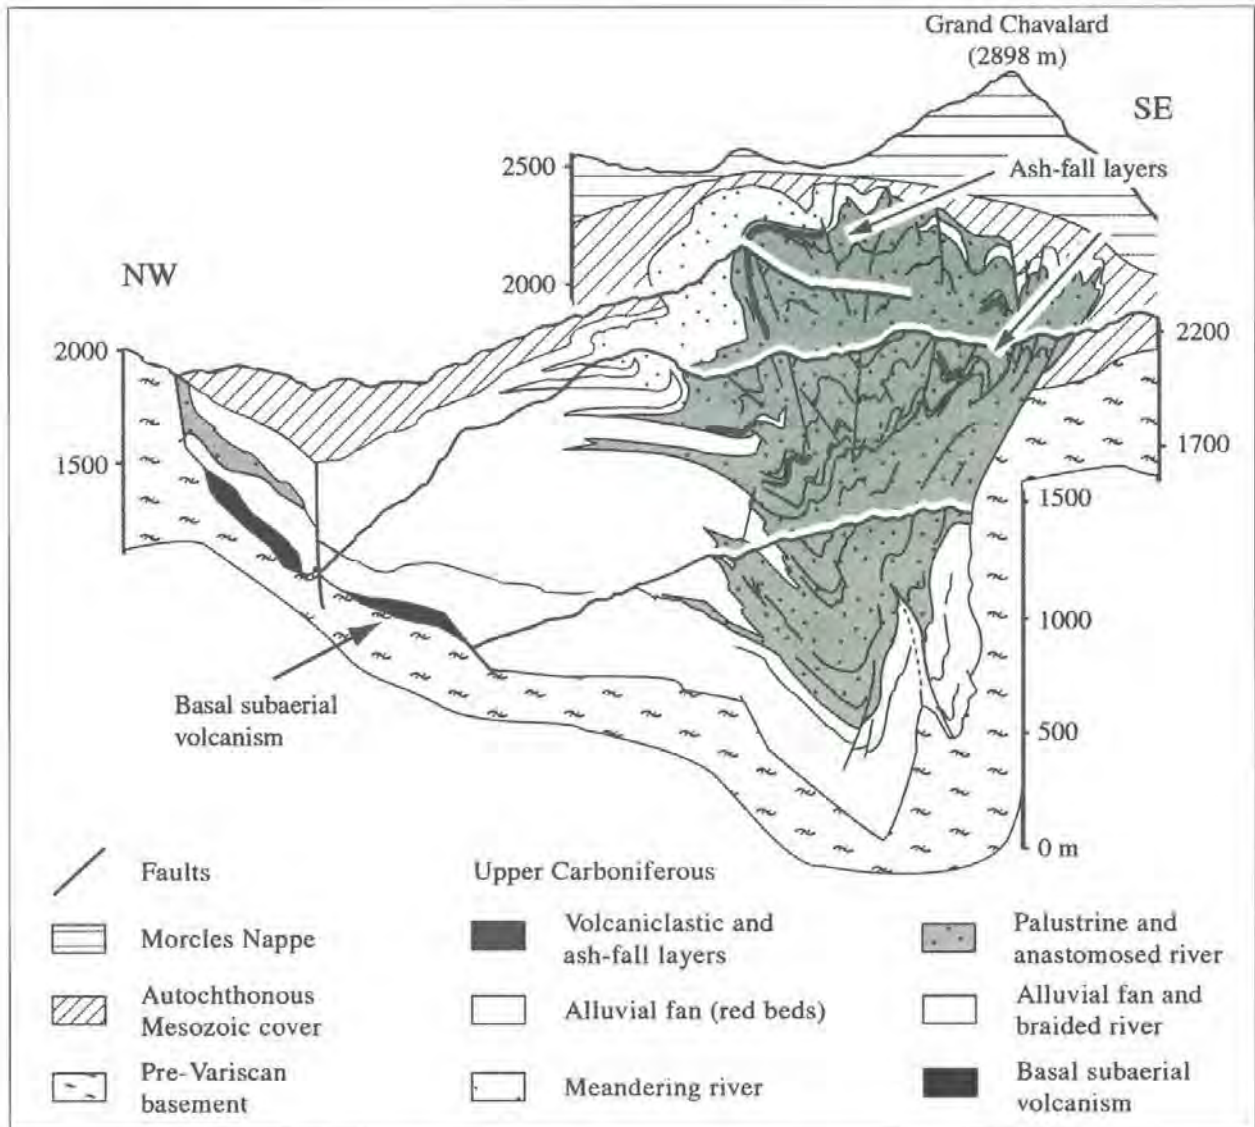 Grand Chavalard
(2898 m)
SE
2500
Ash-fall layers
NW
2000
2000
2200
1500
1700
1500
1000
Basal subaerial
volcanism
500
0 m
Faults
Upper Carboniferous
Morcles Nappe
Volcaniclastic and
ash-fall layers
Palustrine and
anastomosed river
Autochthonous
Mesozoic cover
Alluvial fan (red beds)
Alluvial fan and
braided river
Pre-Variscan
basement
Meandering river
Basal subaerial
volcanism